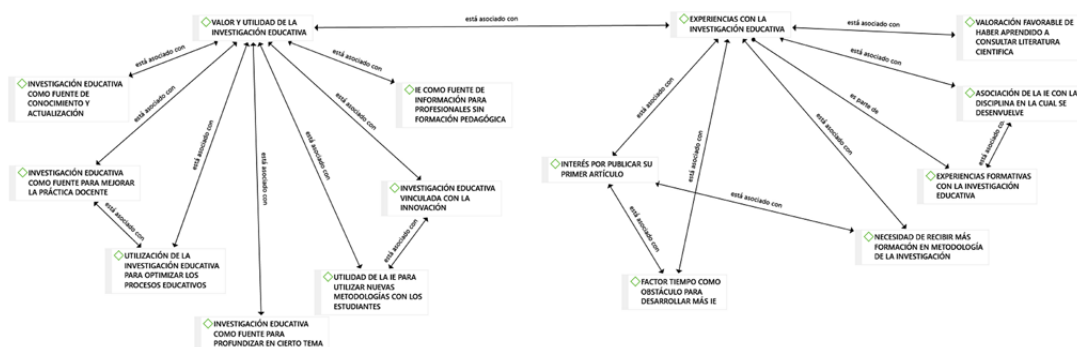 está asociado con
VALOR Y UTILIDAD DE LA
INVESTIGACIÓN EDUCATIVA
EXPERIENCIAS CON LA
INVESTIGACIÓN EDUCATIVA
está asociado con
VALORACIÓN FAVORABLE DE
HABER APRENDIDO A
CONSULTAR LITERATURA
CIENTIFICA
está asociado con
está asociado con
está asociado con
INVESTIGACIÓN EDUCATIVA
COMO FUENTE DE
CONOCIMIENTO Y
ACTUALIZACIÓN
IE COMO FUENTE DE
INFORMACIÓN PARA
PROFESIONALES SIN
FORMACIÓN PEDAGÓGICA
ASOCIACIÓN DE LA IE CON LA
DISCIPLINA EN LA CUAL SE
DESENVUELVE
está asociado con
está asociado con
está asociado con
es parte de
está asociado con
está asociado con
está asociado con
está asociado con
está asociado con
está asociado con
está asociado con
INVESTIGACIÓN EDUCATIVA
COMO FUENTE PARA MEJORAR
LA PRÁCTICA DOCENTE
INTERÉS POR PUBLICAR SU
PRIMER ARTÍCULO
EXPERIENCIAS FORMATIVAS
CON LA INVESTIGACIÓN
EDUCATIVA
INVESTIGACIÓN EDUCATIVA
VINCULADA CON LA
INNOVACIÓN
está asociado con
está asociado con
está asociado con
está asociado con
NECESIDAD DE RECIBIR MÁS
FORMACIÓN EN METODOLOGÍA
DE LA INVESTIGACIÓN
UTILIZACIÓN DE LA
INVESTIGACIÓN EDUCATIVA
PARA OPTIMIZAR LOS
PROCESOS EDUCATIVOS
UTILIDAD DE LA IE PARA
UTILIZAR NUEVAS
METODOLOGÍAS CON LOS
ESTUDIANTES
FACTOR TIEMPO COMO
OBSTÁCULO PARA
DESARROLLAR MÁS IE
INVESTIGACIÓN EDUCATIVA
COMO FUENTE PARA
PROFUNDIZAR EN CIERTO TEMA